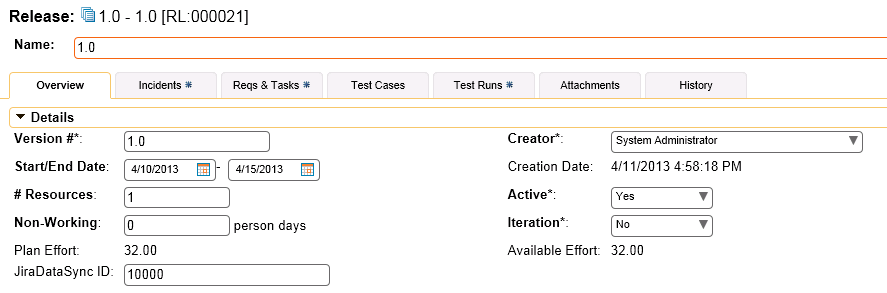 Release: 1.0 - 1.0 [RL:000021]
Name: 1.0
Overview Incidents * Reqs & Tasks * Test Cases Test Runs * Attachments History
Details
Version #*: 1.0 Creator*: System Administrator
Start/End Date: 4/10/2013 - 4/15/2013 Creation Date: 4/11/2013 4:58:18 PM
# Resources: 1 Active*: Yes
Non-Working: 0 person days Iteration*: No
Plan Effort: 32.00 Available Effort: 32.00
JiraDataSync ID: 10000